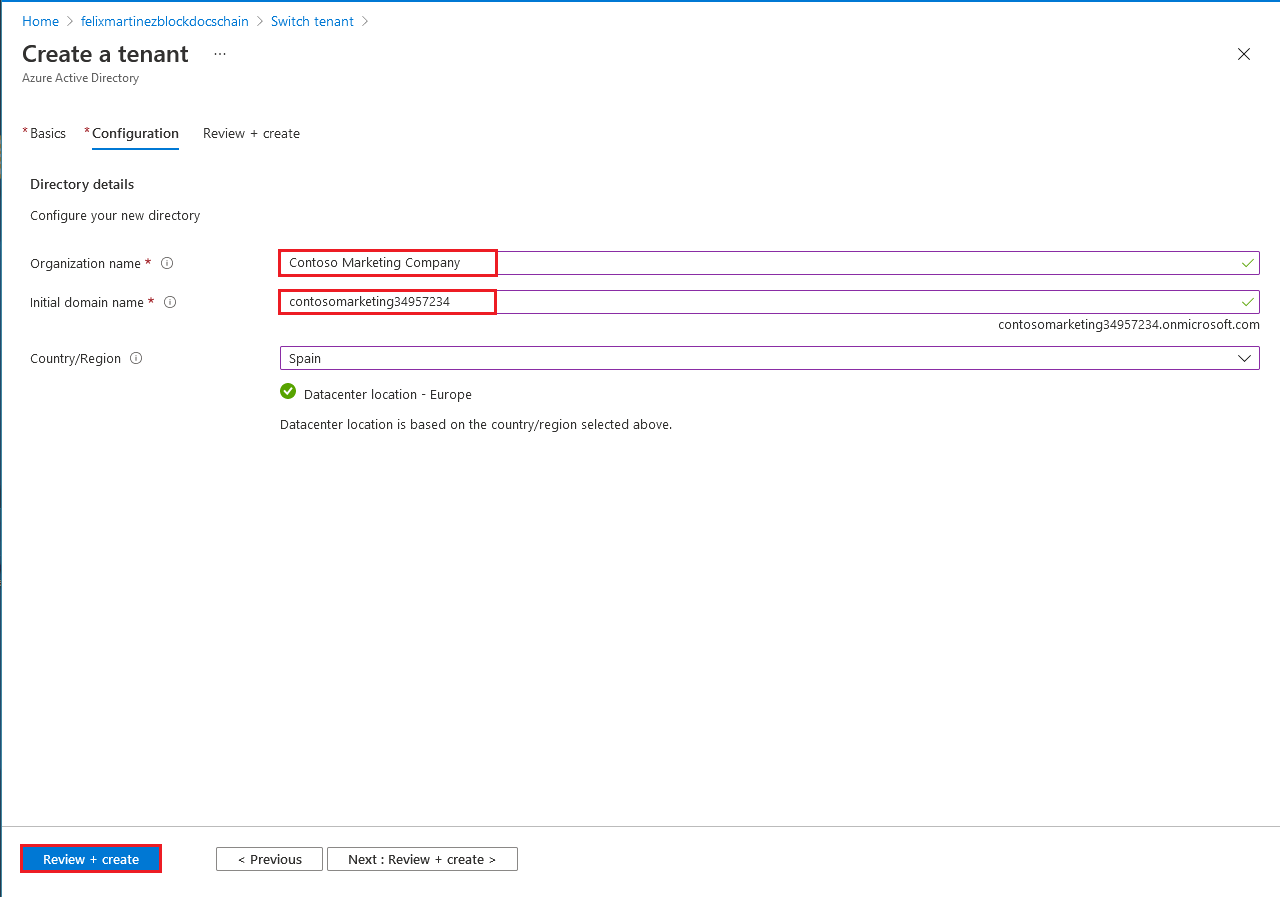 Home > felixmartinezblockdocschain > Switch tenant >
Create a tenant ...
Azure Active Directory
* Basics * Configuration Review + create
Directory details
Configure your new directory
Organization name * Contoso Marketing Company
Initial domain name * contosomarketing34957234
contosomarketing34957234.onmicrosoft.com
Country/Region Spain
Datacenter location - Europe
Datacenter location is based on the country/region selected above.
Review + create < Previous Next : Review + create >